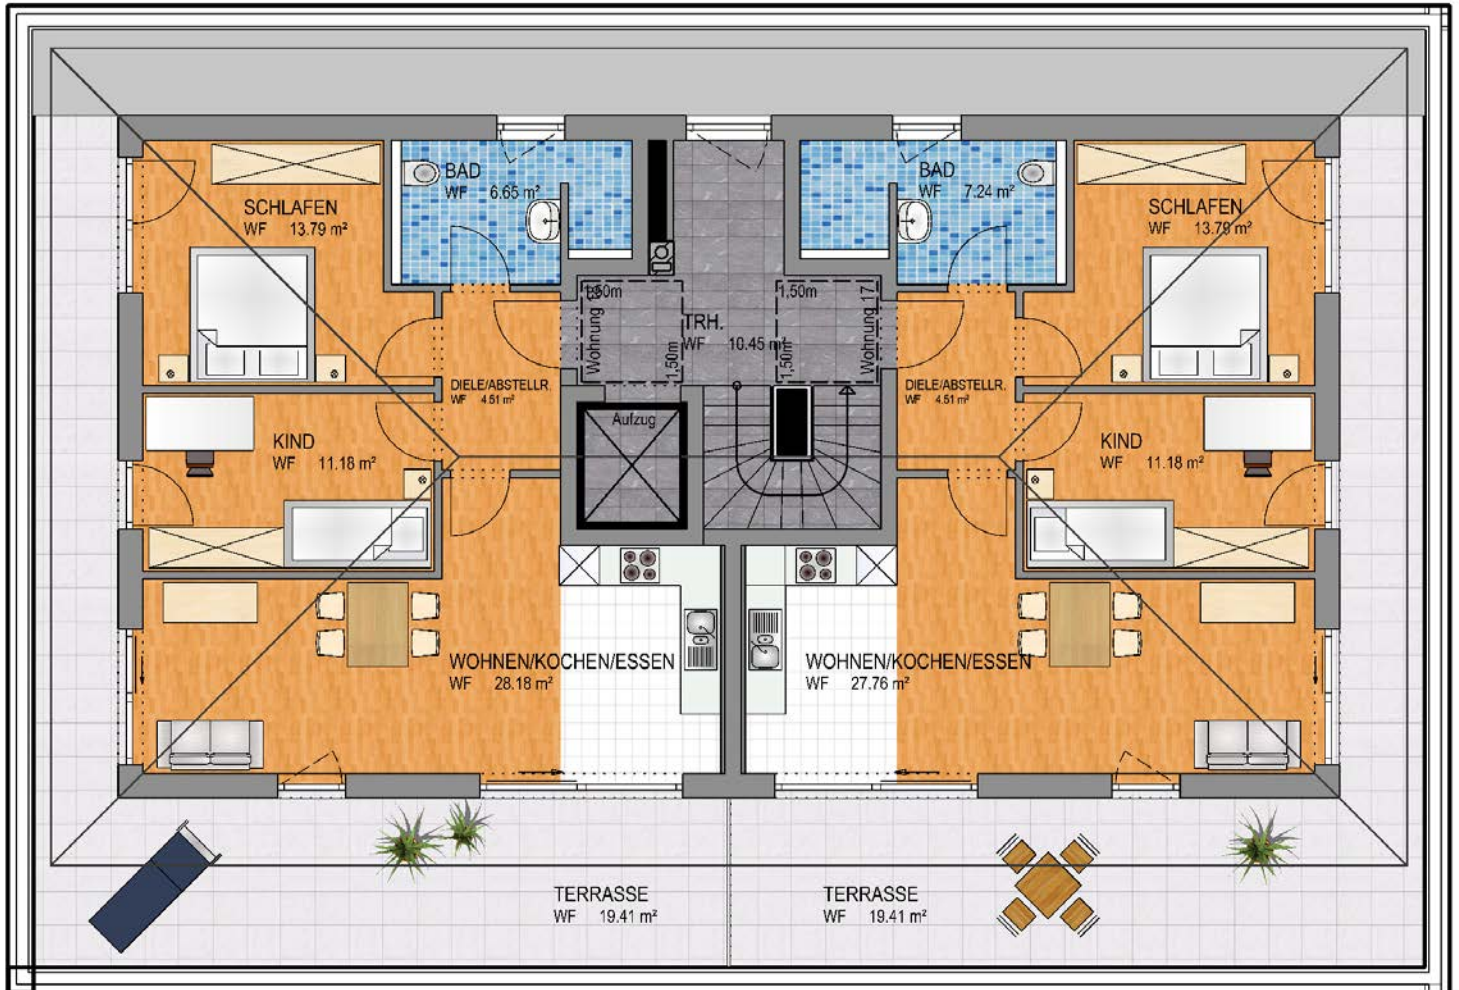 BAD
WF 6.65 m²
BAD
WF 7.24 m²
SCHLAFEN
WF 13.79 m²
SCHLAFEN
WF 13.79 m²
1,50m
1,50m
Wohnung
1,50m
TRH.
WF 10.45 m²
1,50m
Wohnung 17
DIELE/ABSTELLR.
WF 4.51 m²
DIELE/ABSTELLR.
WF 4.51 m²
Aufzug
KIND
WF 11.18 m²
KIND
WF 11.18 m²
WOHNEN/KOCHEN/ESSEN
WF 28.18 m²
WOHNEN/KOCHEN/ESSEN
WF 27.76 m²
TERRASSE
WF 19.41 m²
TERRASSE
WF 19.41 m²